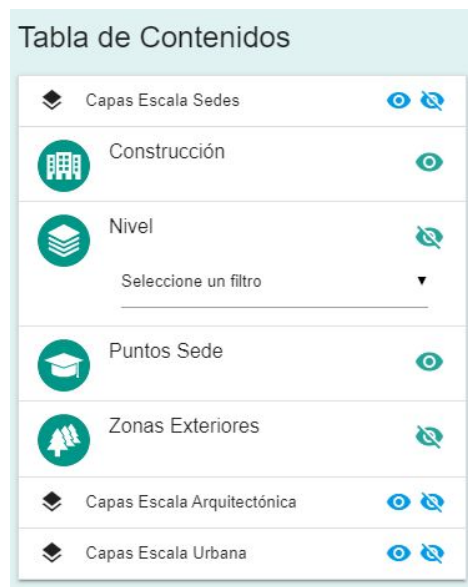 Tabla de Contenidos
Capas Escala Sedes
Construcción
Nivel
Seleccione un filtro
Puntos Sede
Zonas Exteriores
Capas Escala Arquitectónica
Capas Escala Urbana